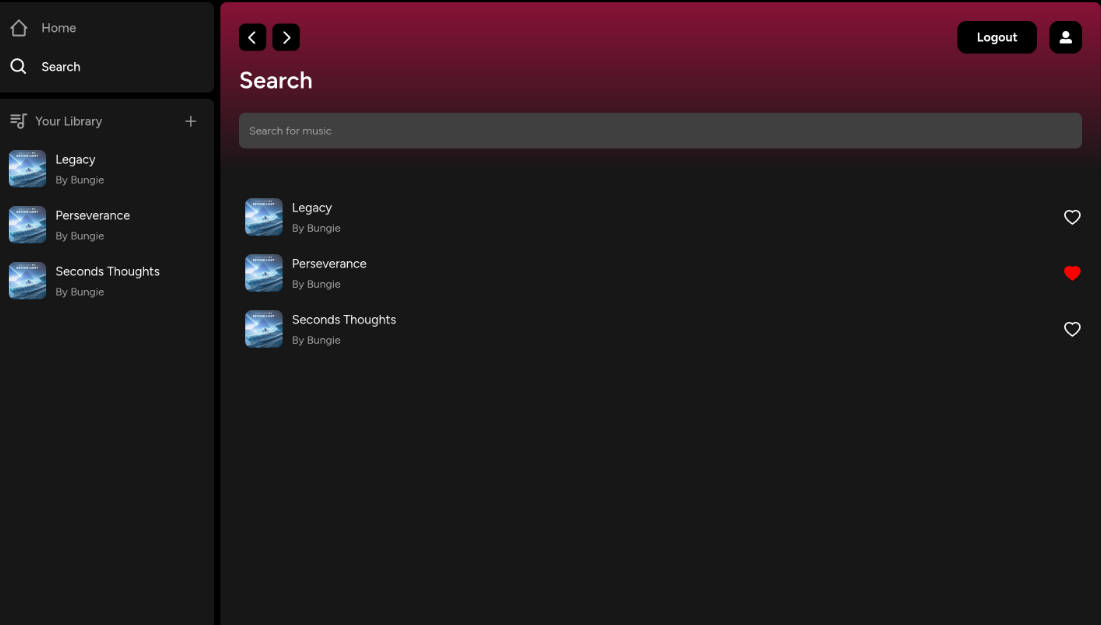 Home
Search
Your Library
Legacy
By Bungie
Perseverance
By Bungie
Seconds Thoughts
By Bungie
Logout
Search
Search for music
Legacy
By Bungie
Perseverance
By Bungie
Seconds Thoughts
By Bungie